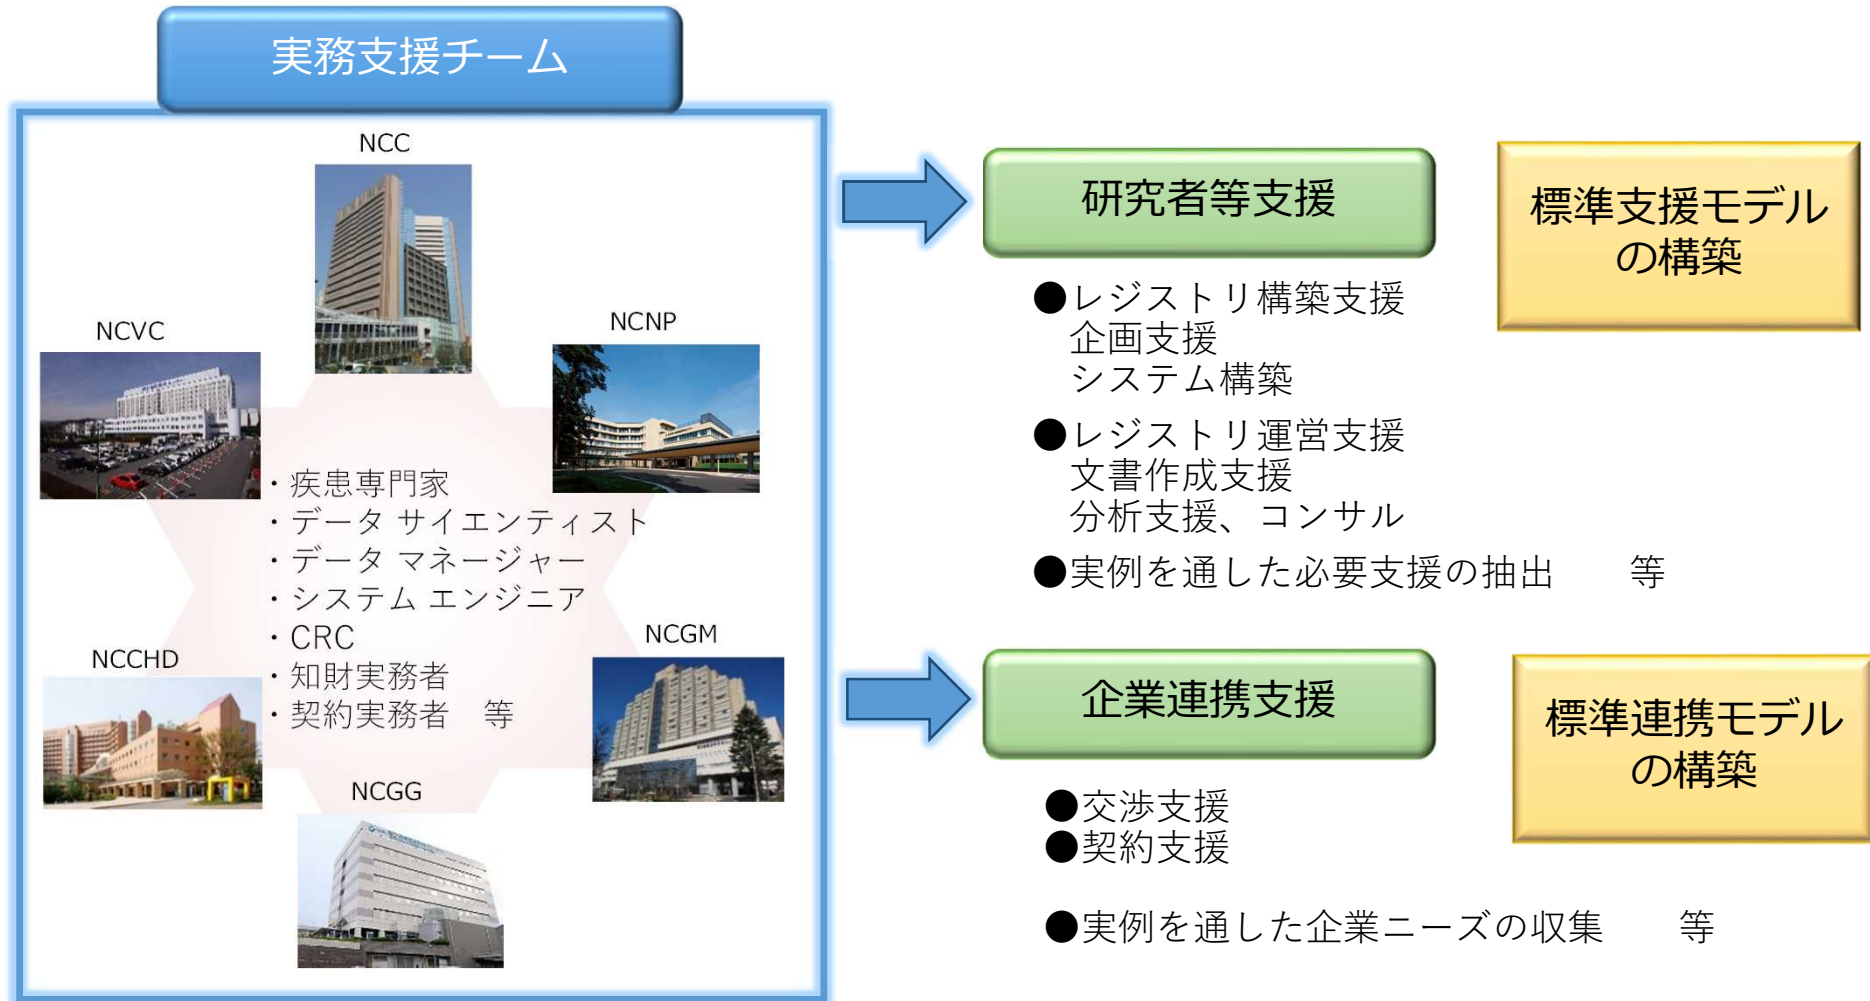 実務支援チーム
NCC
NCVC
NCNP
・疾患専門家
・データ サイエンティスト
・データ マネージャー
・システム エンジニア
・CRC
・知財実務者
・契約実務者　等
NCCHD
NCGM
NCGG
研究者等支援
●レジストリ構築支援
企画支援
システム構築
●レジストリ運営支援
文書作成支援
分析支援、コンサル
●実例を通した必要支援の抽出　　等
標準支援モデル
の構築
企業連携支援
●交渉支援
●契約支援
●実例を通した企業ニーズの収集　　等
標準連携モデル
の構築